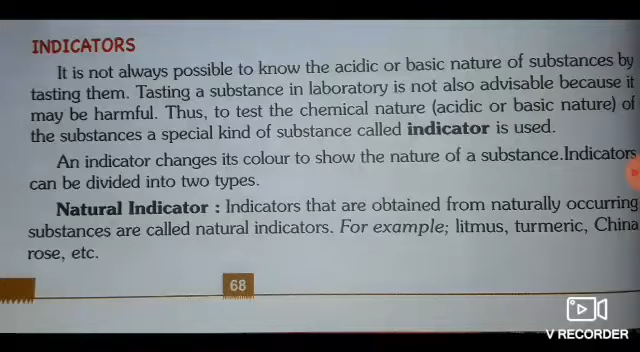 INDICATORS
It is not always possible to know the acidic or basic nature of substances by
tasting them. Tasting a substance in laboratory is not also advisable because it
may be harmful. Thus, to test the chemical nature (acidic or basic nature) of
the substances a special kind of substance called indicator is used.
An indicator changes its colour to show the nature of a substance.Indicators
can be divided into two types.
Natural Indicator : Indicators that are obtained from naturally occurring
substances are called natural indicators. For example; litmus, turmeric, China
rose, etc.
68
V RECORDER